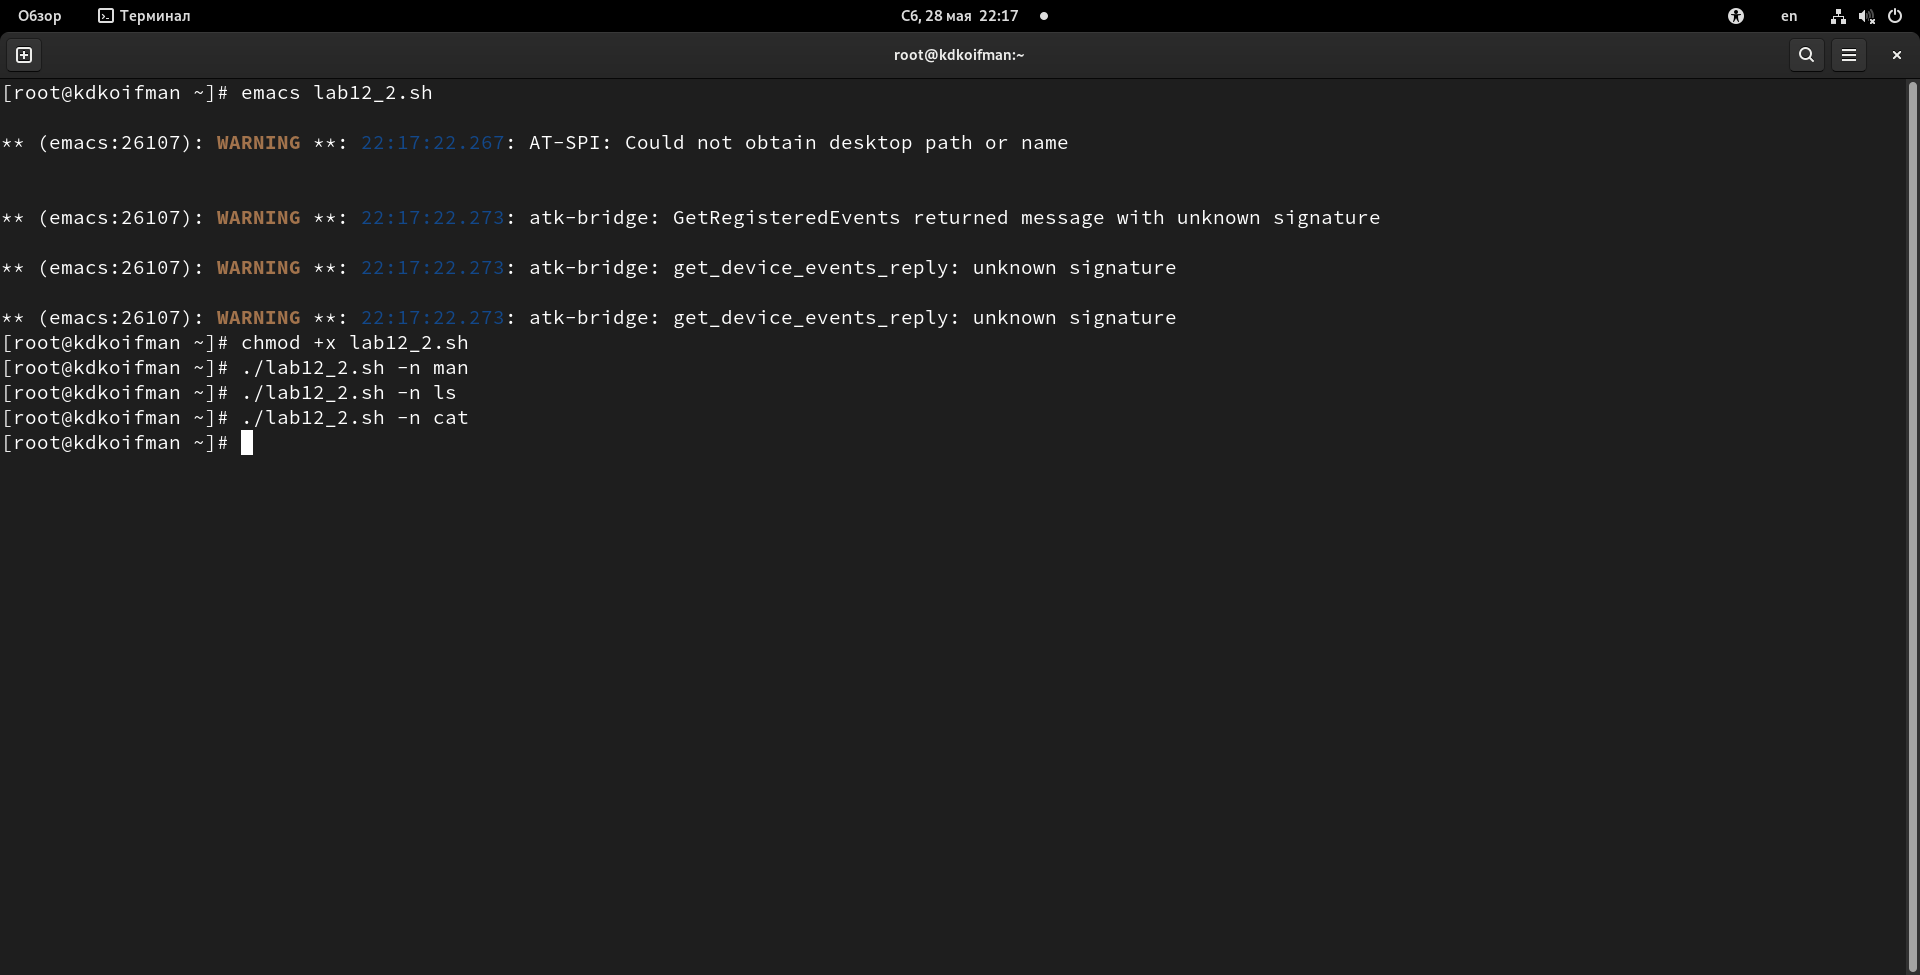 Обзор Терминал Сб, 28 мая 22:17 en
root@kdkoifman:~
[root@kdkoifman ~]# emacs lab12_2.sh
** (emacs:26107): WARNING **: 22:17:22.267: AT-SPI: Could not obtain desktop path or name
** (emacs:26107): WARNING **: 22:17:22.273: atk-bridge: GetRegisteredEvents returned message with unknown signature
** (emacs:26107): WARNING **: 22:17:22.273: atk-bridge: get_device_events_reply: unknown signature
** (emacs:26107): WARNING **: 22:17:22.273: atk-bridge: get_device_events_reply: unknown signature
[root@kdkoifman ~]# chmod +x lab12_2.sh
[root@kdkoifman ~]# ./lab12_2.sh -n man
[root@kdkoifman ~]# ./lab12_2.sh -n ls
[root@kdkoifman ~]# ./lab12_2.sh -n cat
[root@kdkoifman ~]#